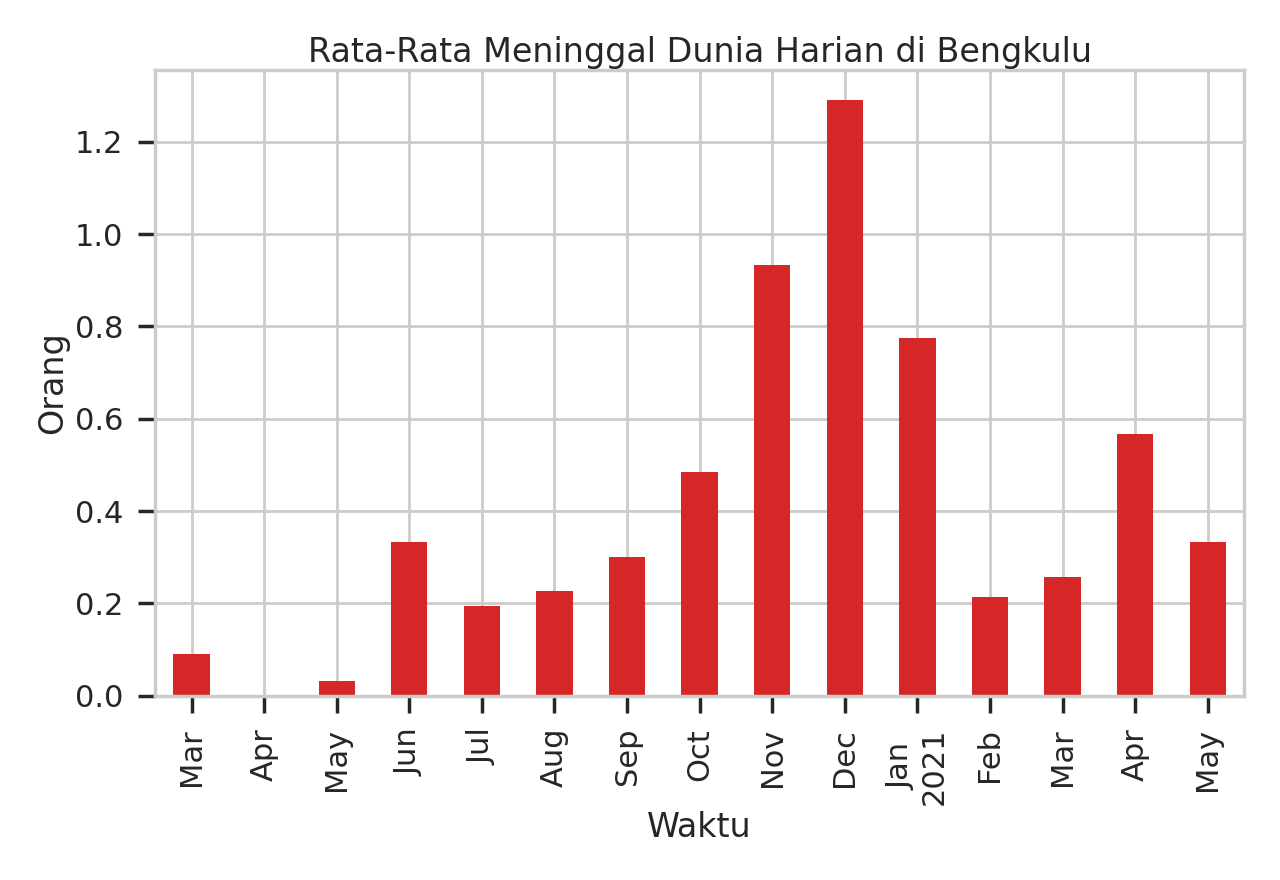 Rata-Rata Meninggal Dunia Harian di Bengkulu
Orang
1.2
1.0
0.8
0.6
0.4
0.2
0.0
Mar
Apr
May
Jun
Jul
Aug
Sep
Oct
Nov
Dec
Jan
2021
Feb
Mar
Apr
May
Waktu